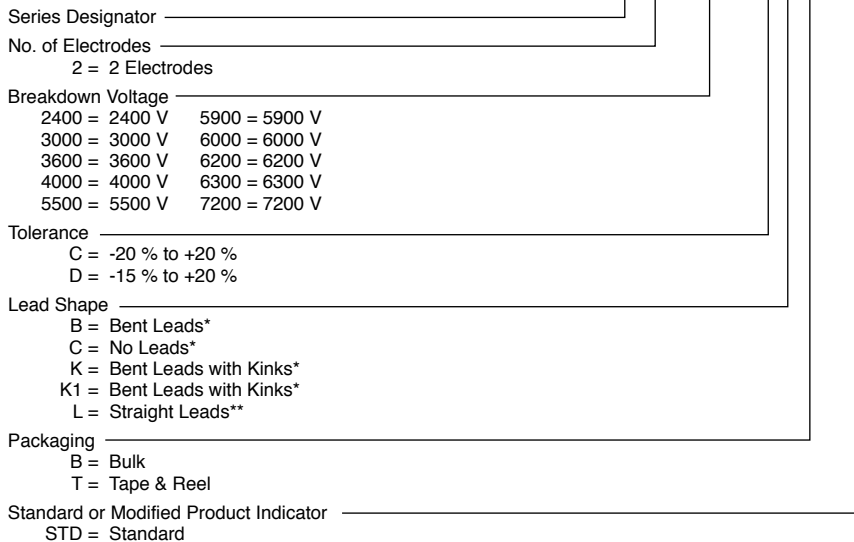 Series Designator
No. of Electrodes
2 = 2 Electrodes
Breakdown Voltage
2400 = 2400 V 5900 = 5900 V
3000 = 3000 V 6000 = 6000 V
3600 = 3600 V 6200 = 6200 V
4000 = 4000 V 6300 = 6300 V
5500 = 5500 V 7200 = 7200 V
Tolerance
C = -20 % to +20 %
D = -15 % to +20 %
Lead Shape
B = Bent Leads*
C = No Leads*
K = Bent Leads with Kinks*
K1 = Bent Leads with Kinks*
L = Straight Leads**
Packaging
B = Bulk
T = Tape & Reel
Standard or Modified Product Indicator
STD = Standard